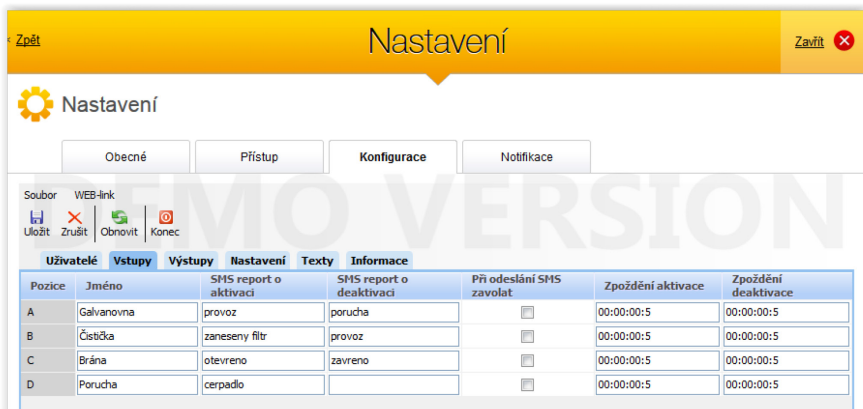 ‹ Zpět
Nastavení
Zavřít
Nastavení
Obecné Přístup Konfigurace Notifikace
DEMO VERSION
Soubor WEB-link
Uložit Zrušit Obnovit Konec
Uživatelé Vstupy Výstupy Nastavení Texty Informace
Pozice Jméno SMS report o aktivaci SMS report o deaktivaci Při odeslání SMS zavolat Zpoždění aktivace Zpoždění deaktivace
A Galvanovna provoz porucha 00:00:00:5 00:00:00:5
B Čistička zaneseny filtr provoz 00:00:00:5 00:00:00:5
C Brána otevreno zavreno 00:00:00:5 00:00:00:5
D Porucha cerpadlo 00:00:00:5 00:00:00:5